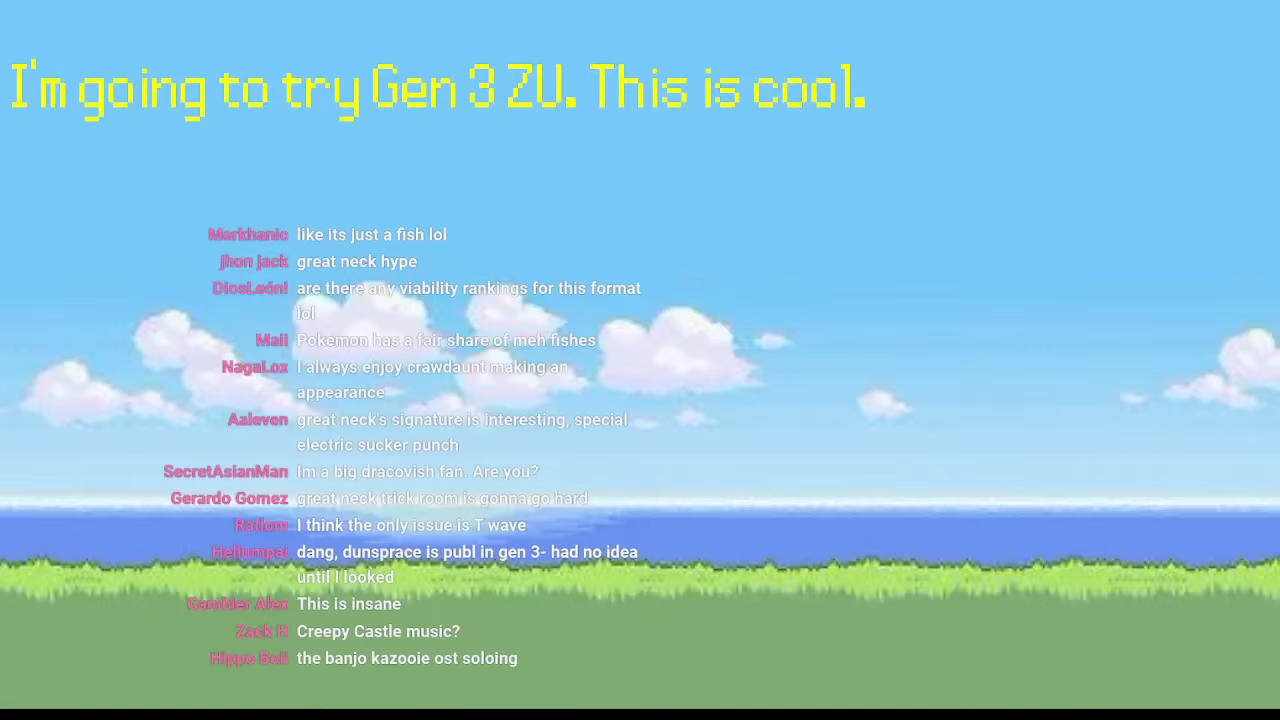 I'm going to try Gen 3 ZU. This is cool.
Merkhanic like its just a fish lol
jhon jack great neck hype
DiosLeón! are there any viability rankings for this format
lol
Mali Pokemon has a fair share of meh fishes
NagaLox I always enjoy crawdaunt making an
appearance
Aaleven great neck's signature is interesting, special
electric sucker punch
SecretAsianMan Im a big dracovish fan. Are you?
Gerardo Gomez great neck trick room is gonna go hard
I think the only issue is T wave
Heliumpai dang, dunsprace is publ in gen 3- had no idea
until I looked
Gambler Alex This is insane
Zack H Creepy Castle music?
Hippo the banjo kazooie ost soloing